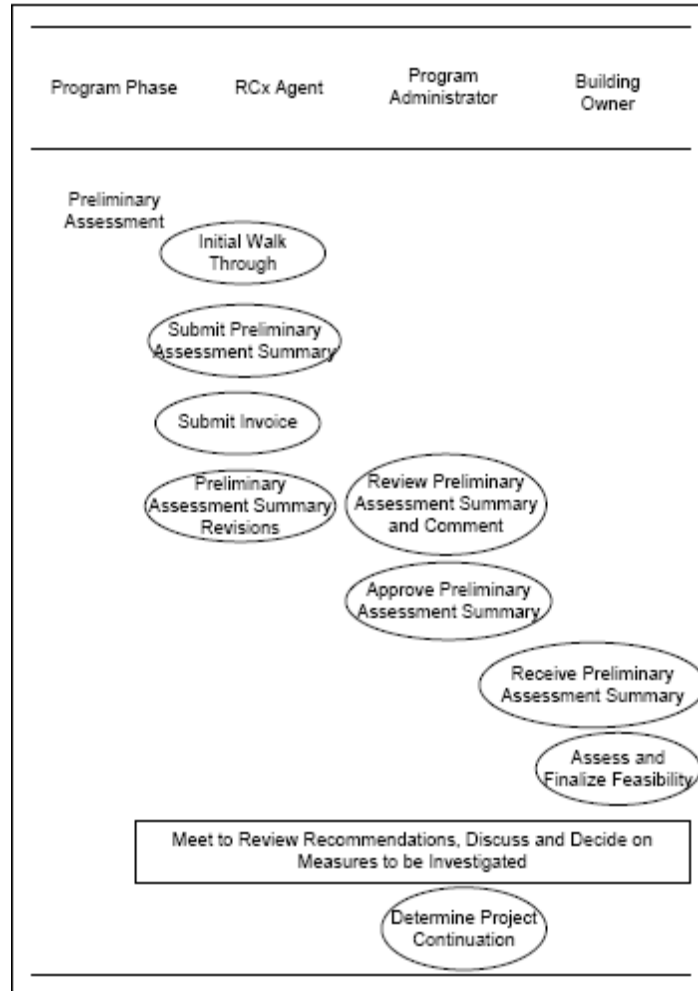 Program Phase
RCx Agent
Program
Administrator
Building
Owner
Preliminary
Assessment
Initial Walk
Through
Submit Preliminary
Assessment Summary
Submit Invoice
Preliminary
Assessment Summary
Revisions
Review Preliminary
Assessment Summary
and Comment
Approve Preliminary
Assessment Summary
Receive Preliminary
Assessment Summary
Assess and
Finalize Feasibility
Meet to Review Recommendations, Discuss and Decide on
Measures to be Investigated
Determine Project
Continuation